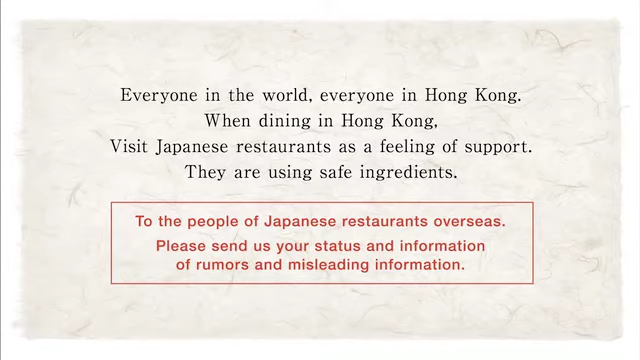 Everyone in the world, everyone in Hong Kong.
When dining in Hong Kong,
Visit Japanese restaurants as a feeling of support.
They are using safe ingredients.
To the people of Japanese restaurants overseas.
Please send us your status and information
of rumors and misleading information.